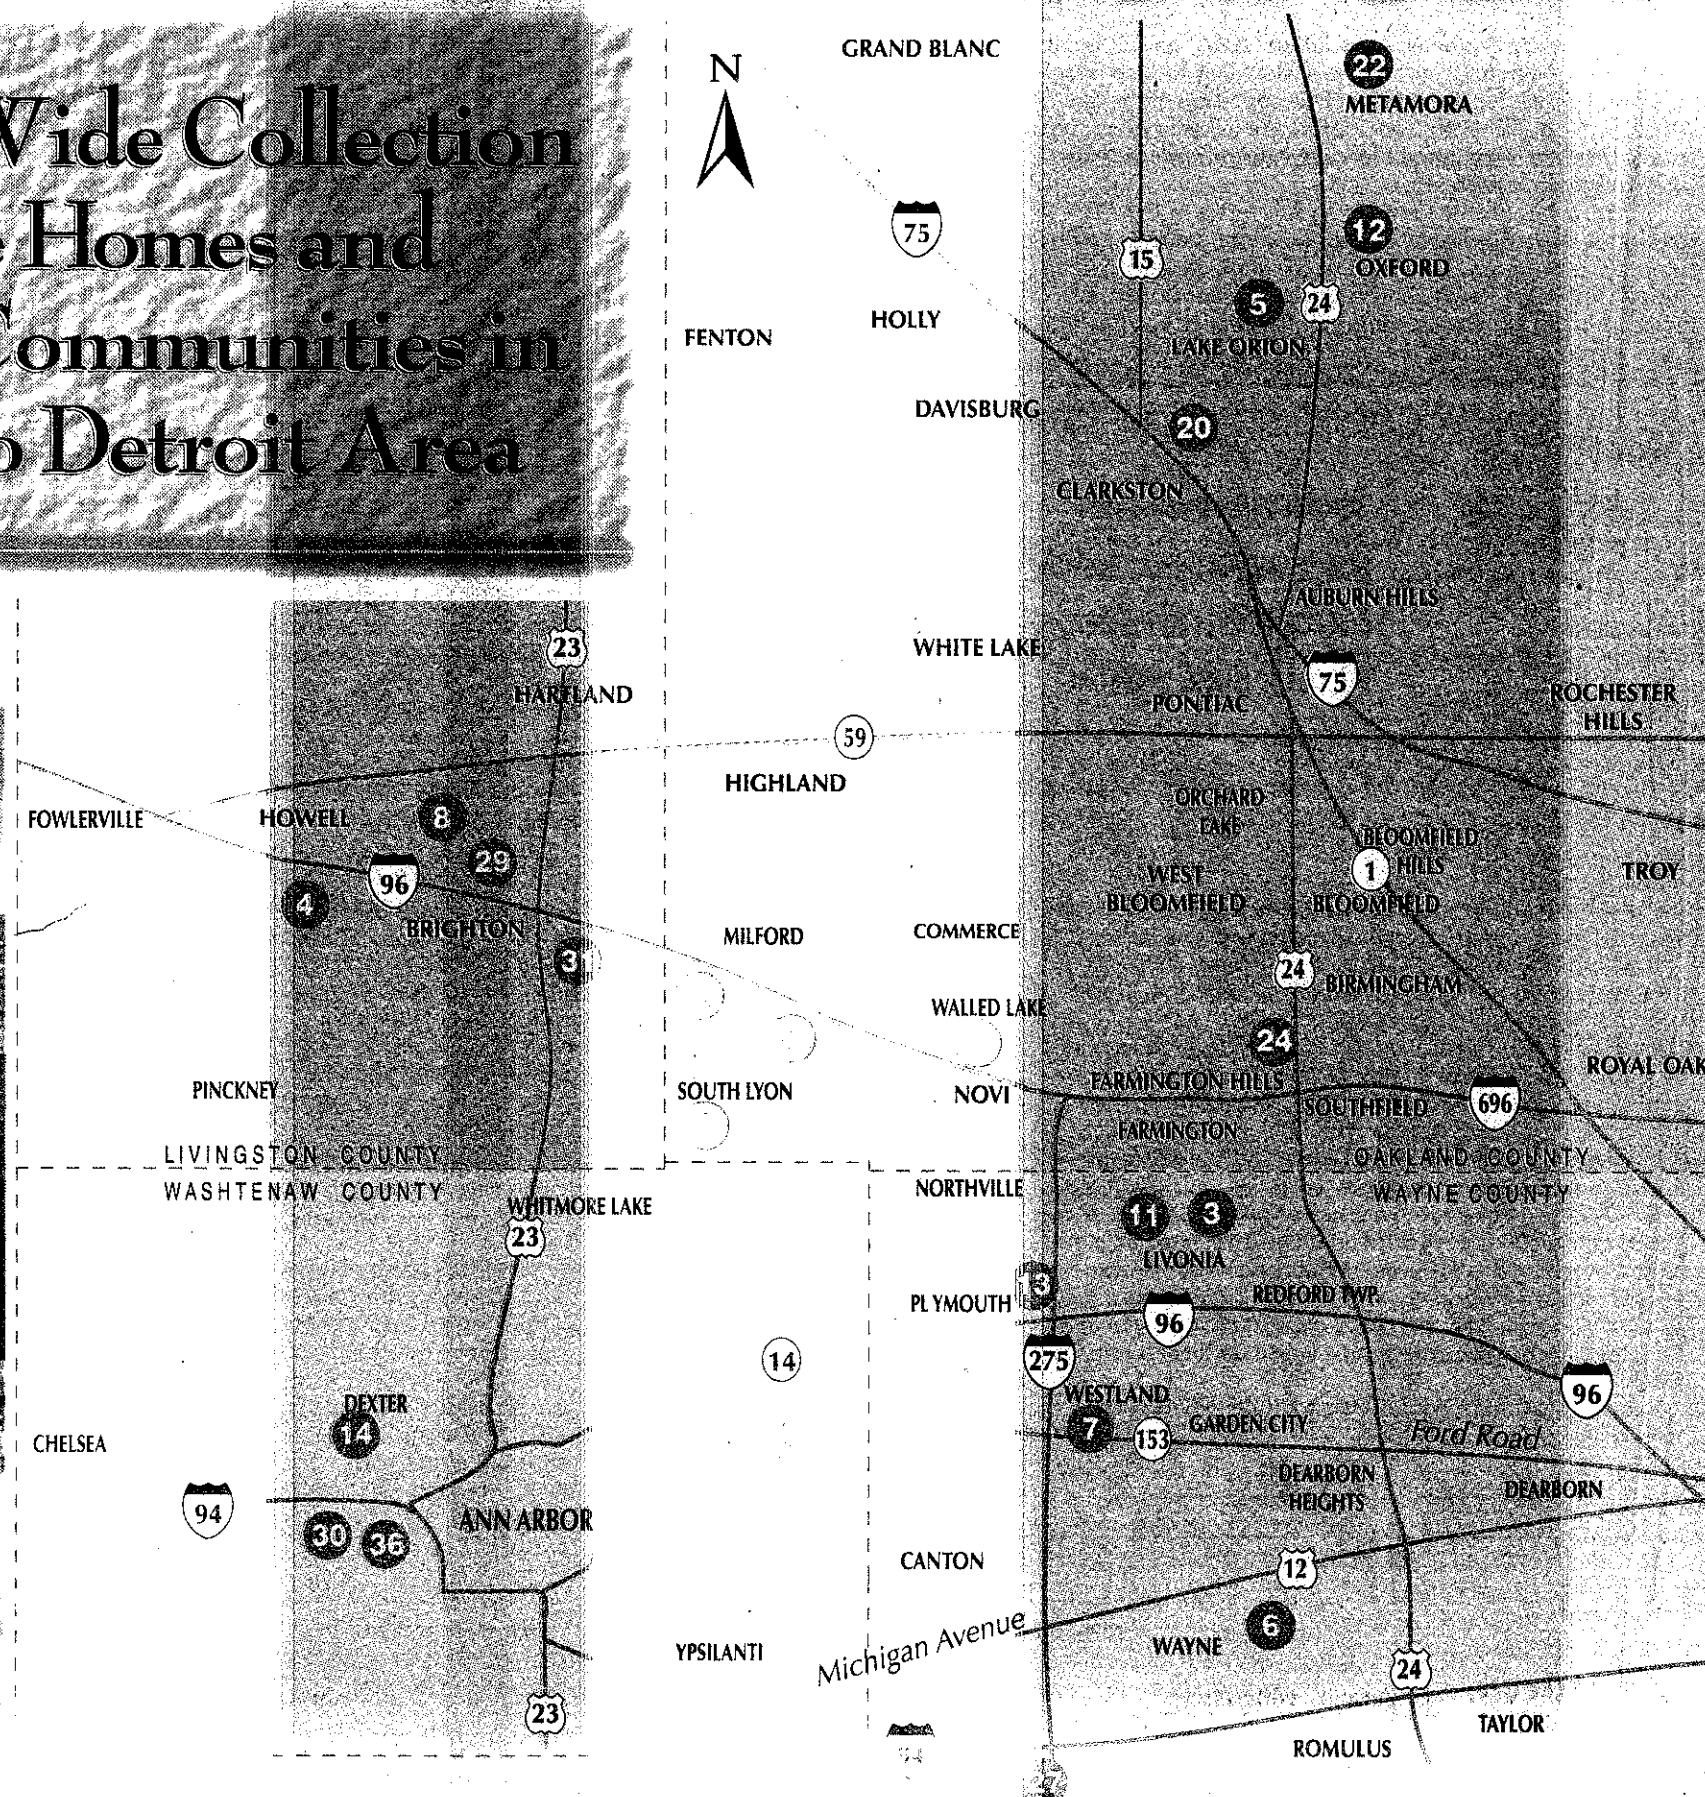 Wide Collection
Homes and
Communities in
Detroit Area
N
GRAND BLANC
22
METAMORA
75
15
12
OXFORD
5
24
HOLLY
FENTON
LAKE ORION
DAVISBURG
20
CLARKSTON
AUBURN HILLS
23
WHITE LAKE
75
HARTLAND
PONTIAC
ROCHESTER
HILLS
59
HIGHLAND
ORCHARD
LAKE
FOWLERVILLE
HOWELL
8
BLOOMFIELD
HILLS
29
1
TROY
96
WEST
BLOOMFIELD
BLOOMFIELD
4
BRIGHTON
MILFORD
COMMERCE
3
24
BIRMINGHAM
WALLED LAKE
24
ROYAL OAK
PINCKNEY
SOUTH LYON
NOVI
FARMINGTON HILLS
SOUTHFIELD
696
FARMINGTON
LIVINGSTON COUNTY
OAKLAND COUNTY
WASHTENAW COUNTY
WAYNE COUNTY
NORTHVILLE
WHITMORE LAKE
23
11
3
LIVONIA
3
PLYMOUTH
REDFORD TWP.
96
14
275
WESTLAND
96
DEXTER
14
7
153
GARDEN CITY
Ford Road
CHELSEA
DEARBORN
HEIGHTS
DEARBORN
94
30
36
ANN ARBOR
CANTON
12
6
Michigan Avenue
WAYNE
YPSILANTI
24
23
TAYLOR
ROMULUS
94